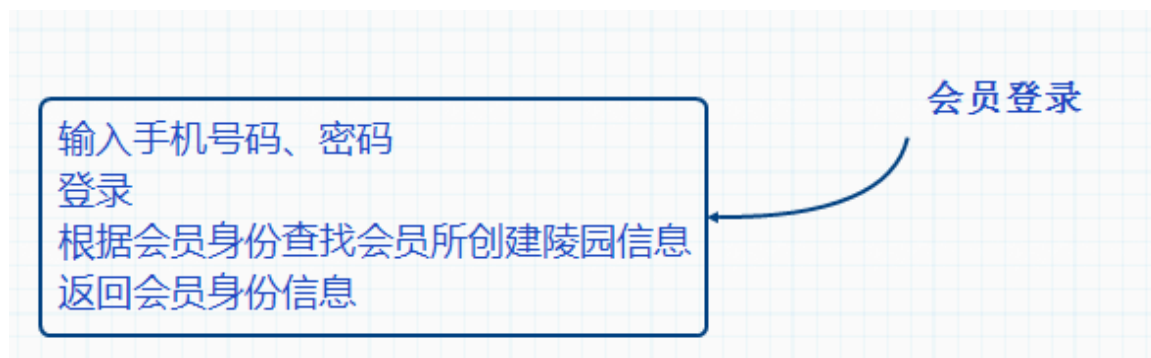 会员登录
输入手机号码、密码
登录
根据会员身份查找会员所创建陵园信息
返回会员身份信息